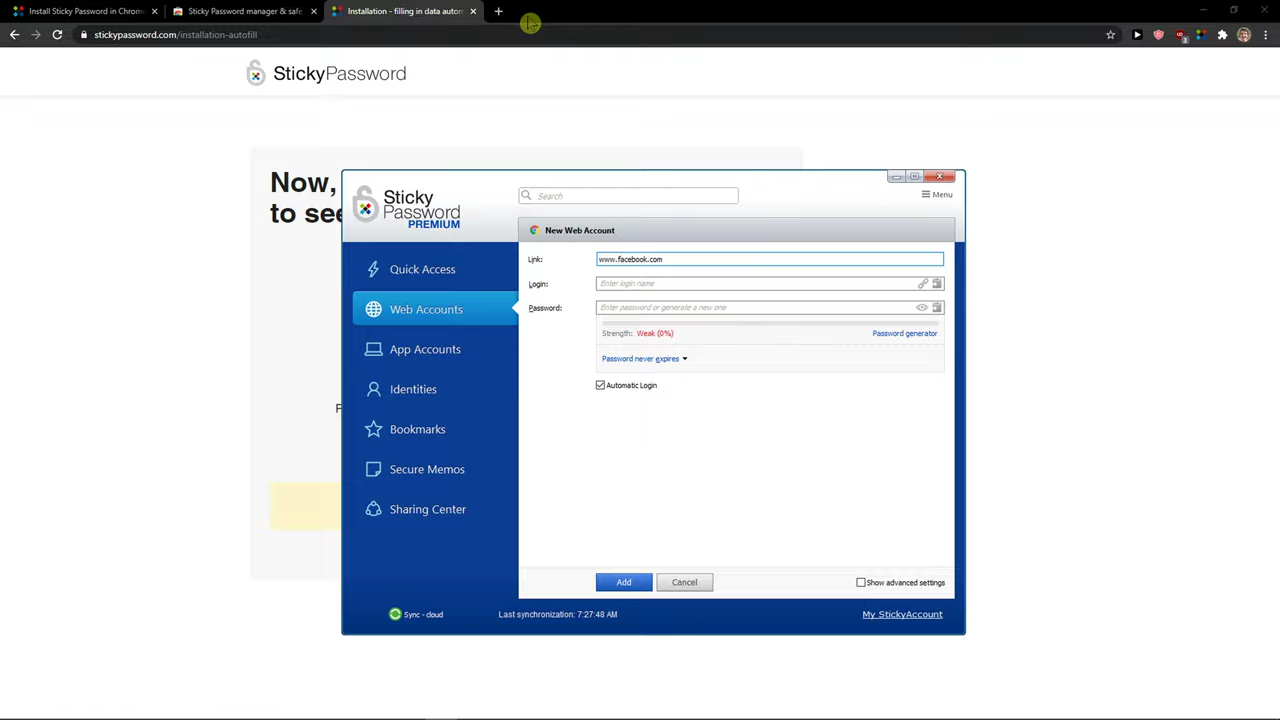 Install Sticky Password in Chrom
Sticky Password manager & safe
Installation - filling in data autom
stickypassword.com/installation-autofill
StickyPassword
Now,
to see
Sticky
Password
PREMIUM
Search
Menu
New Web Account
Quick Access
Web Accounts
App Accounts
Identities
Bookmarks
Secure Memos
Sharing Center
Link:
www.facebook.com
Login:
Enter login name
Password:
Enter password or generate a new one
Strength: Weak (0%)
Password generator
Password never expires
Automatic Login
Add
Cancel
Show advanced settings
Sync - cloud
Last synchronization: 7:27:48 AM
My StickyAccount